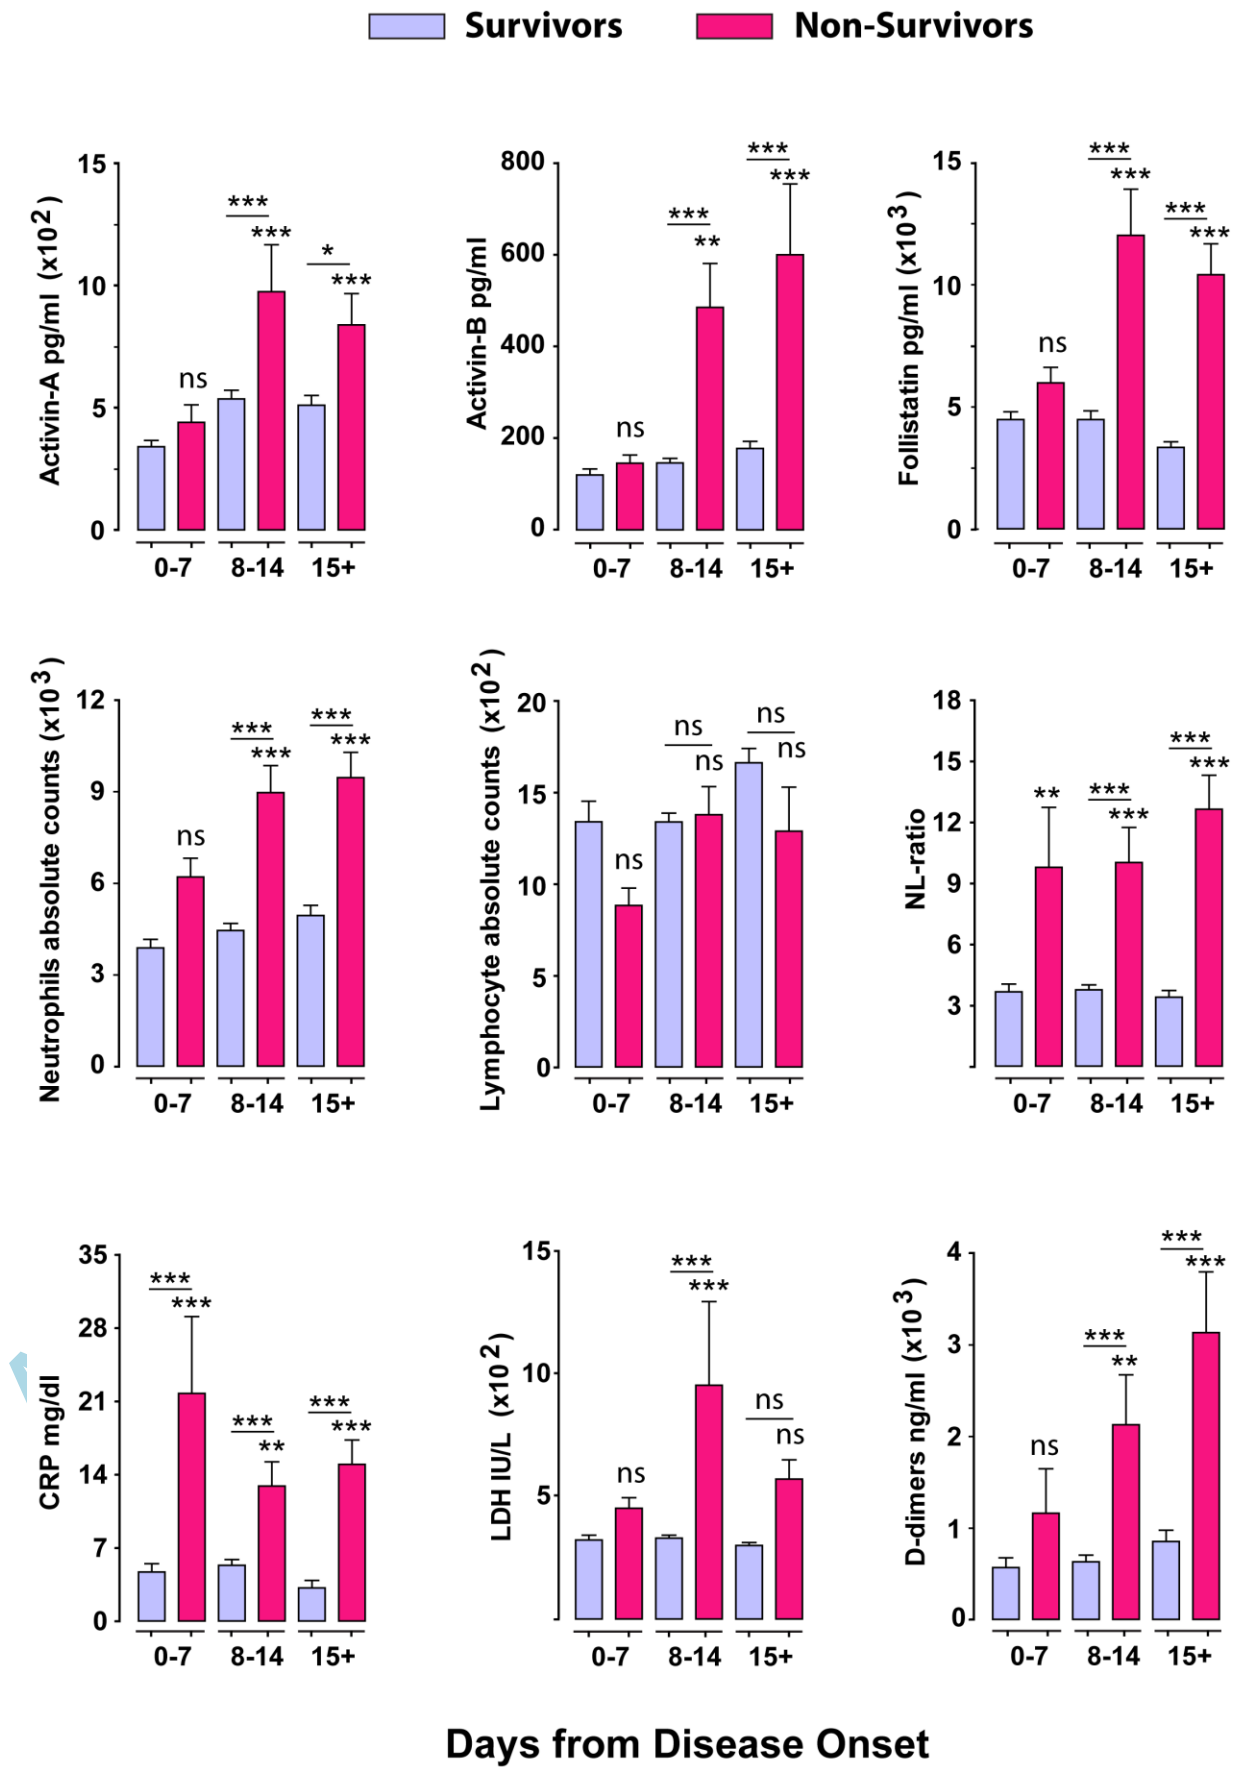 Survivors Non-Survivors
Activin-A pg/ml (x10²)
15
10
5
0
***
***
*
***
ns
0-7 8-14 15+
Activin-B pg/ml
800
600
400
200
0
***
***
***
**
ns
0-7 8-14 15+
Follistatin pg/ml (x10³)
15
10
5
0
***
***
***
***
ns
0-7 8-14 15+
Neutrophils absolute counts (x10³)
12
9
6
3
0
***
***
***
***
ns
0-7 8-14 15+
Lymphocyte absolute counts (x10²)
20
15
10
5
0
ns
ns
ns
ns
ns
0-7 8-14 15+
NL-ratio
18
15
12
9
6
3
***
***
**
***
***
0-7 8-14 15+
CRP mg/dl
35
28
21
14
7
0
***
***
***
**
***
***
0-7 8-14 15+
LDH IU/L (x10²)
15
10
5
***
***
ns
ns
ns
0-7 8-14 15+
D-dimers ng/ml (x10³)
4
3
2
1
0
***
***
***
**
ns
0-7 8-14 15+
Days from Disease Onset